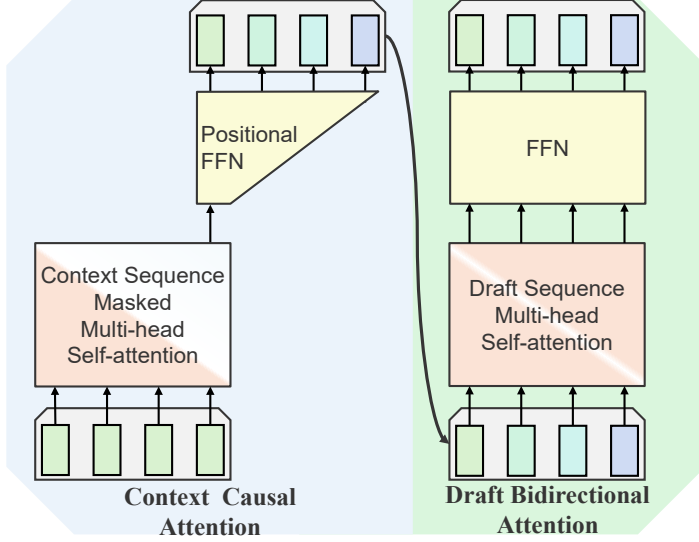 Positional
FFN
Context Sequence
Masked
Multi-head
Self-attention
Context Causal
Attention
FFN
Draft Sequence
Multi-head
Self-attention
Draft Bidirectional
Attention